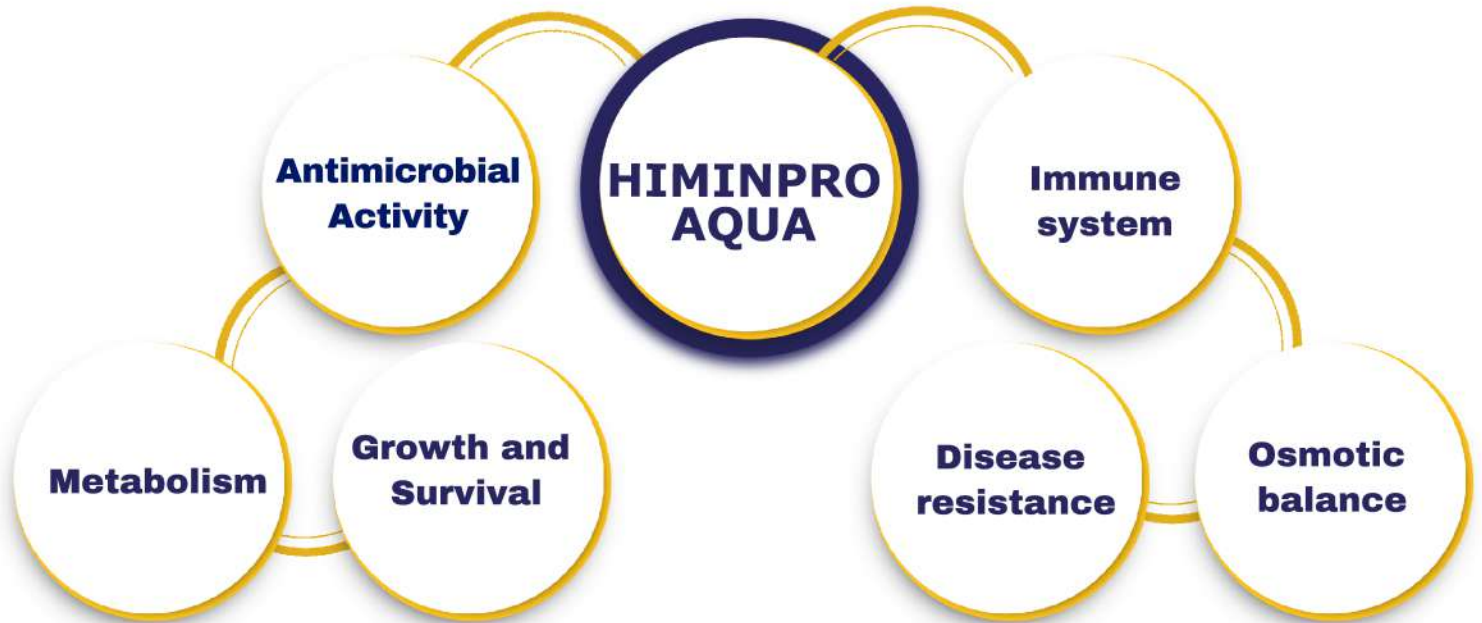 HIMINPRO
AQUA
Antimicrobial
Activity
Metabolism
Growth and
Survival
Immune
system
Osmotic
balance
Disease
resistance